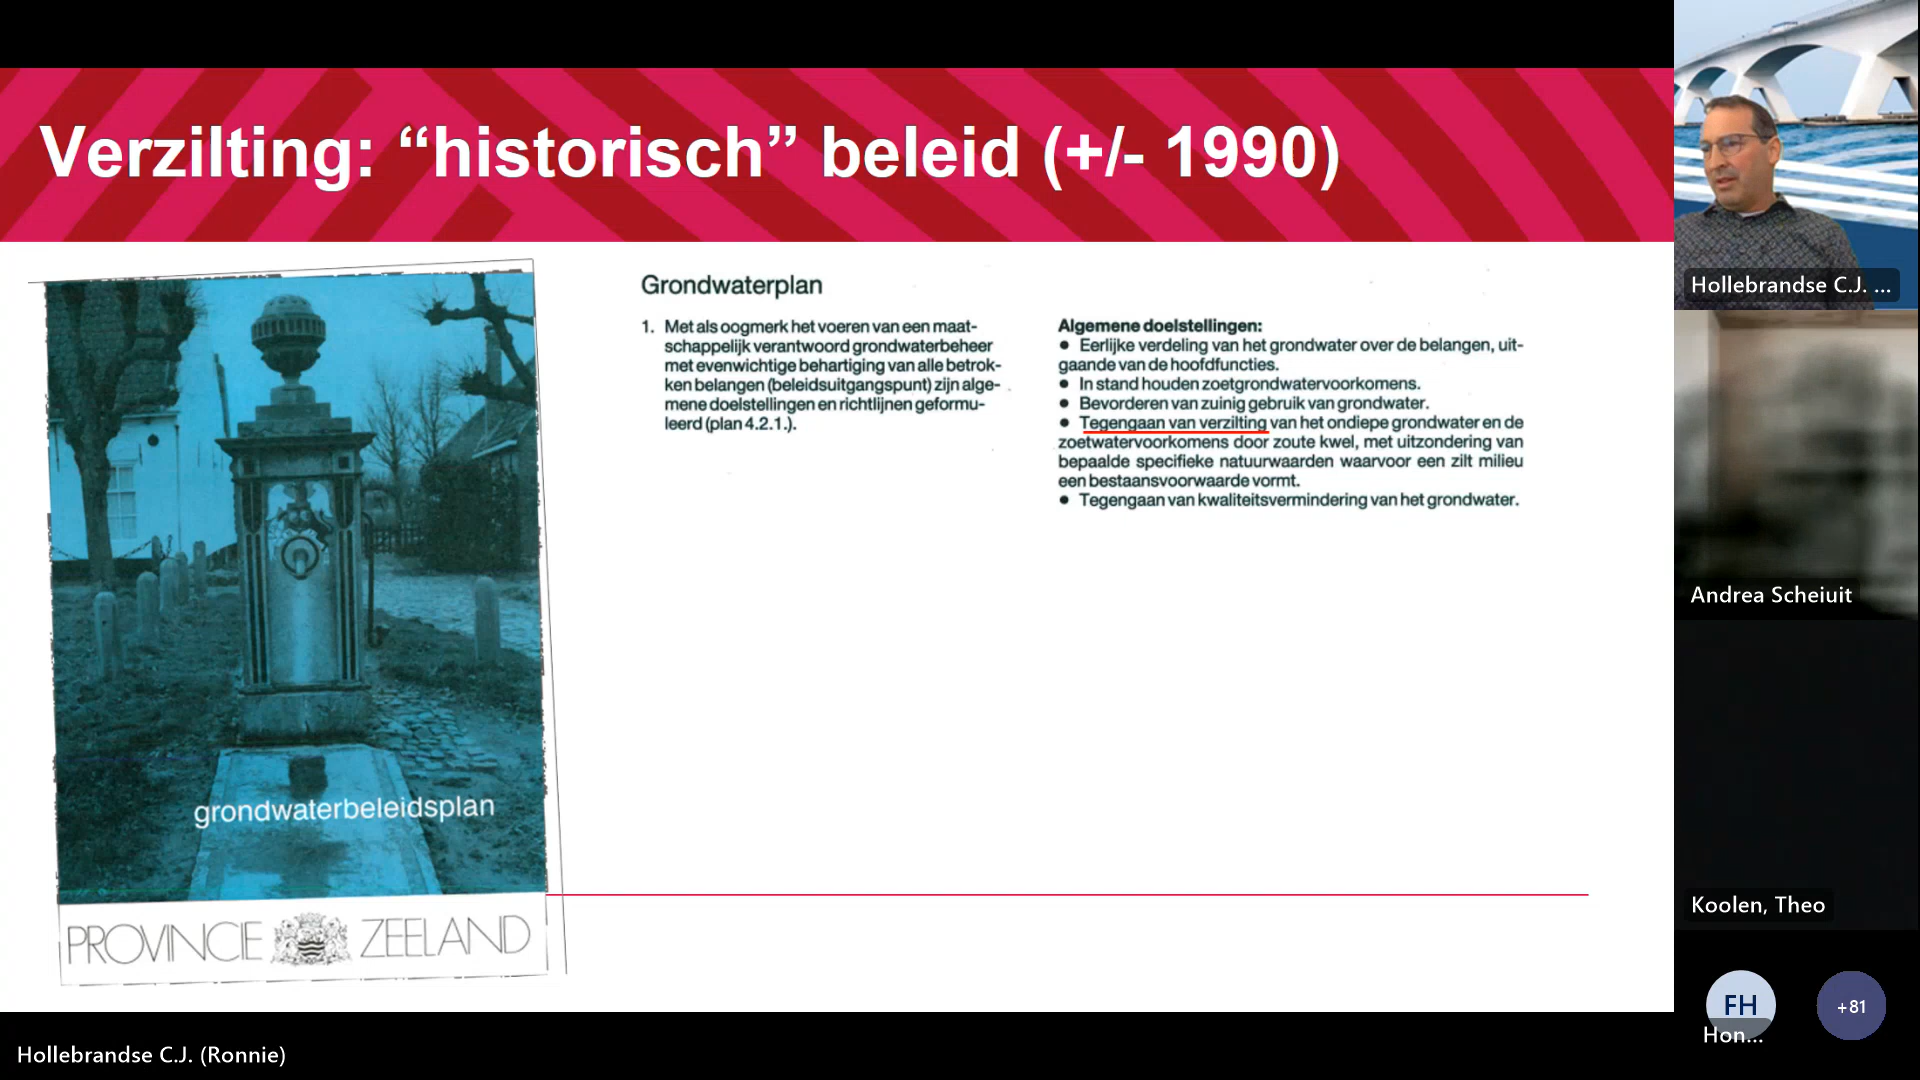 Verzilting: “historisch” beleid (+/- 1990)
grondwaterbeleidsplan
PROVINCIE ZEELAND
Grondwaterplan
1. Met als oogmerk het voeren van een maat-
schappelijk verantwoord grondwaterbeheer
met evenwichtige behartiging van alle betrok-
ken belangen (beleidsuitgangspunt) zijn alge-
mene doelstellingen en richtlijnen geformu-
leerd (plan 4.2.1.).
Algemene doelstellingen:
● Eerlijke verdeling van het grondwater over de belangen, uit-
gaande van de hoofdfuncties.
● In stand houden zoetgrondwatervoorkomens.
● Bevorderen van zuinig gebruik van grondwater.
● Tegengaan van verzilting van het ondiepe grondwater en de
zoetwatervoorkomens door zoute kwel, met uitzondering van
bepaalde specifieke natuurwaarden waarvoor een zilt milieu
een bestaansvoorwaarde vormt.
● Tegengaan van kwaliteitsvermindering van het grondwater.
Hollebrandse C.J. ...
Andrea Scheiuit
Koolen, Theo
FH
Hon...
+81
Hollebrandse C.J. (Ronnie)